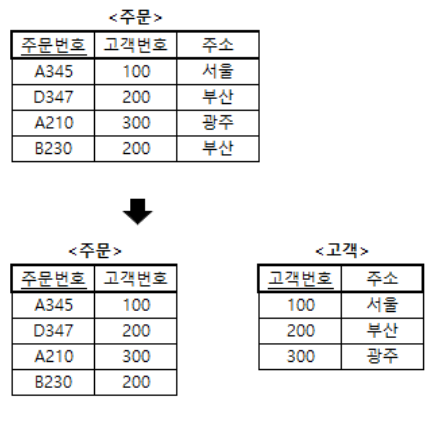 <주문>
주문번호 고객번호 주소
A345 100 서울
D347 200 부산
A210 300 광주
B230 200 부산
<주문>
주문번호 고객번호
A345 100
D347 200
A210 300
B230 200
<고객>
고객번호 주소
100 서울
200 부산
300 광주